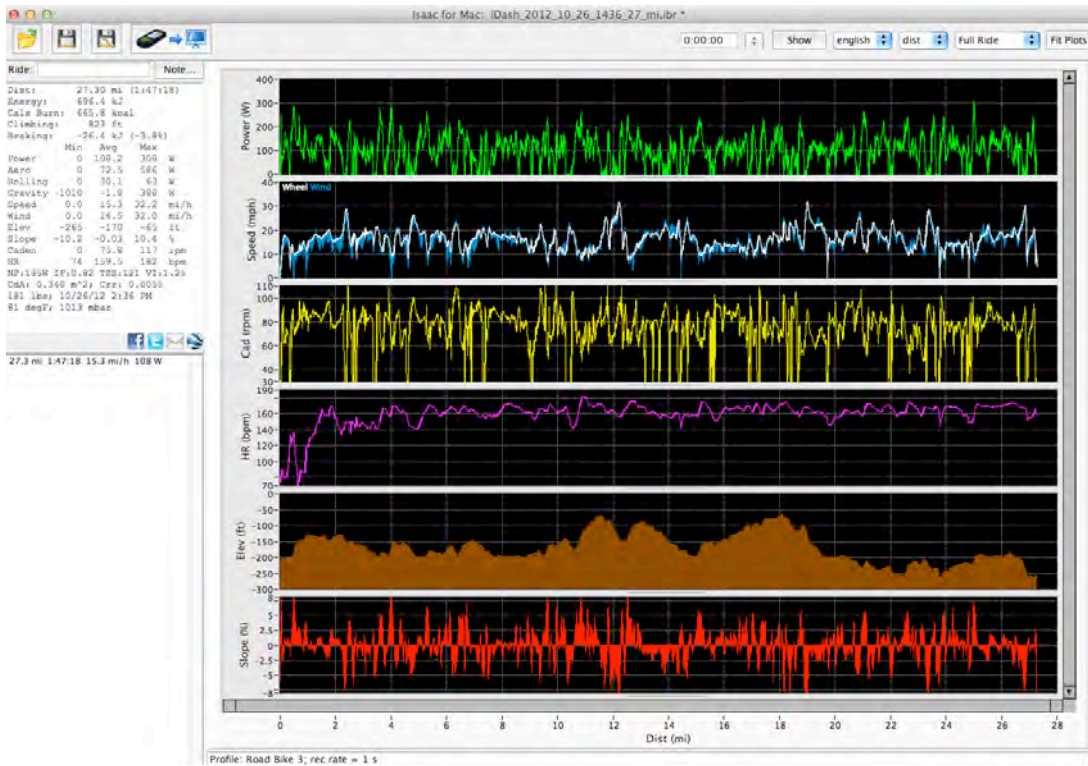 Isaac for Mac: iDash_2012_10_26_1436_27_mi.ibr *
0:00:00 Show english dist Full Ride Fit Plots
Ride: Note...
Dist: 27.30 mi (1:47:18)
Energy: 696.4 kJ
Cals Burn: 665.8 kcal
Climbing: 823 ft
Braking: -26.4 kJ (-3.8%)
Min Avg Max
Power 0 108.2 308 W
Aero 0 72.5 586 W
Rolling 0 30.1 63 W
Gravity -1010 -1.8 388 W
Speed 0.0 15.3 32.2 mi/h
Wind 0.0 14.5 32.0 mi/h
Elev -265 -170 -65 ft
Slope -10.2 -0.03 10.4 %
Caden 0 75.8 117 rpm
HR 74 159.5 182 bpm
NP:135W IF:0.82 TSS:121 VI:1.25
CdA: 0.340 m^2; Crr: 0.0055
181 lbs; 10/26/12 2:36 PM
81 degF; 1013 mbar
27.3 mi 1:47:18 15.3 mi/h 108 W
Power (W)
400
300
200
100
0
Wheel Wind
Speed (mph)
40
30
20
10
0
Cad (rpm)
110
100
80
60
40
30
HR (bpm)
190
160
140
120
100
70
Elev (ft)
0
-50
-100
-150
-200
-250
-300
Slope (%)
8
5
2.5
0
-2.5
-5
-8
0 2 4 6 8 10 12 14 16 18 20 22 24 26 28
Dist (mi)
Profile: Road Bike 3; rec rate = 1 s